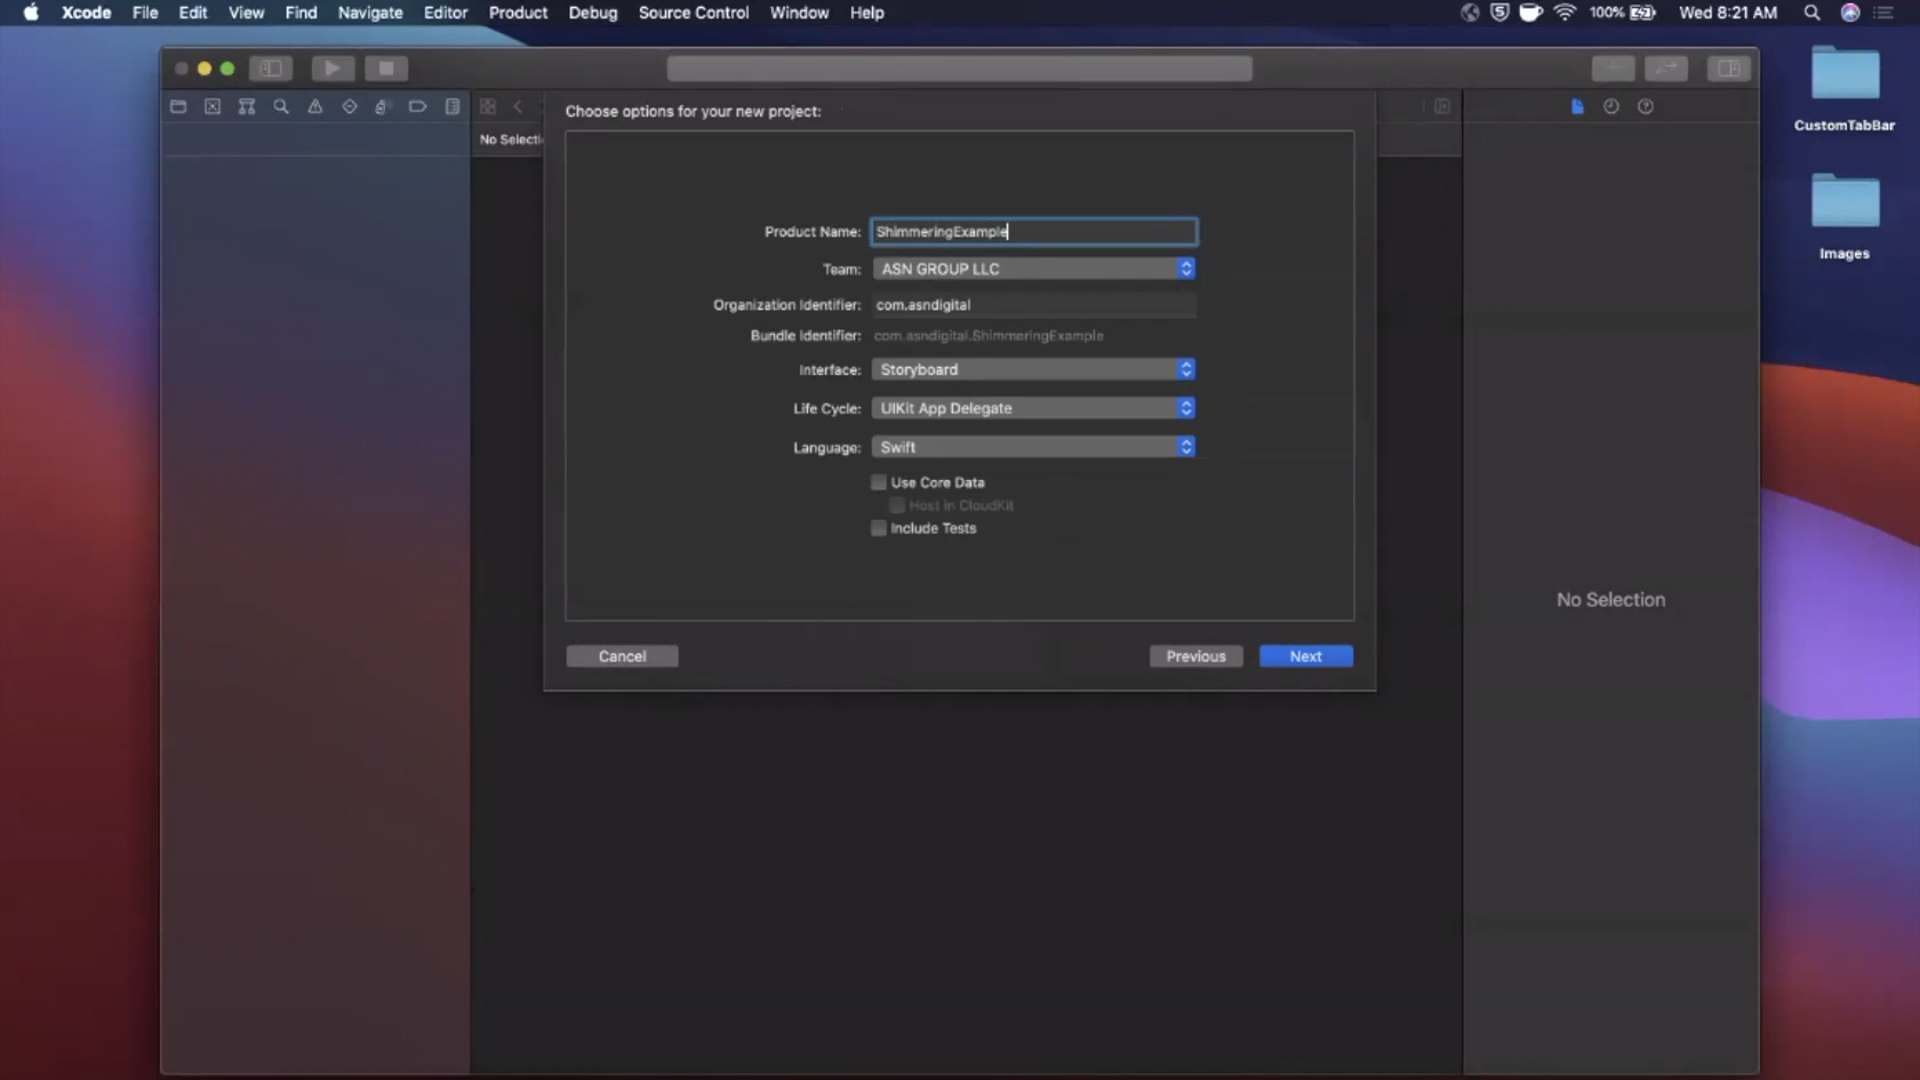 Xcode File Edit View Find Navigate Editor Product Debug Source Control Window Help 100% Wed 8:21 AM
CustomTabBar
Images
No Selecti
Choose options for your new project:
Product Name: ShimmeringExample
Team: ASN GROUP LLC
Organization Identifier: com.asndigital
Bundle Identifier: com.asndigital.ShimmeringExample
Interface: Storyboard
Life Cycle: UIKit App Delegate
Language: Swift
Use Core Data
Host in CloudKit
Include Tests
No Selection
Cancel Previous Next